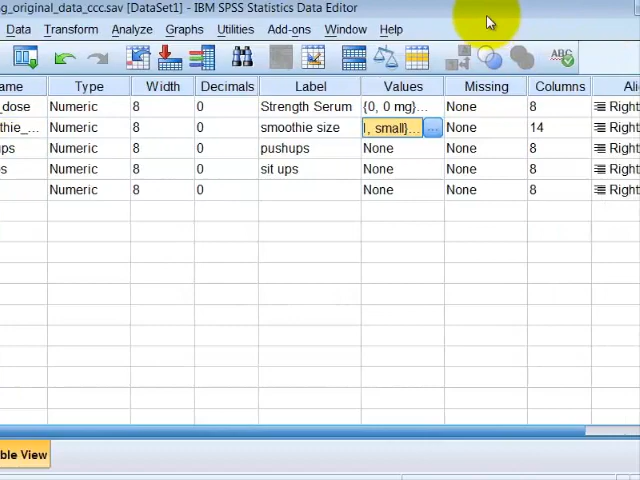 g_original_data_ccc.sav [DataSet1] - IBM SPSS Statistics Data Editor
Data Transform Analyze Graphs Utilities Add-ons Window Help
ABC
ame Type Width Decimals Label Values Missing Columns Alig
_dose Numeric 8 0 Strength Serum {0, 0 mg}... None 8 Right
thie_... Numeric 8 0 smoothie size l, small}... ... None 14 Right
ups Numeric 8 0 pushups None None 8 Right
ps Numeric 8 0 sit ups None None 8 Right
Numeric 8 0 None None 8 Right
ble View